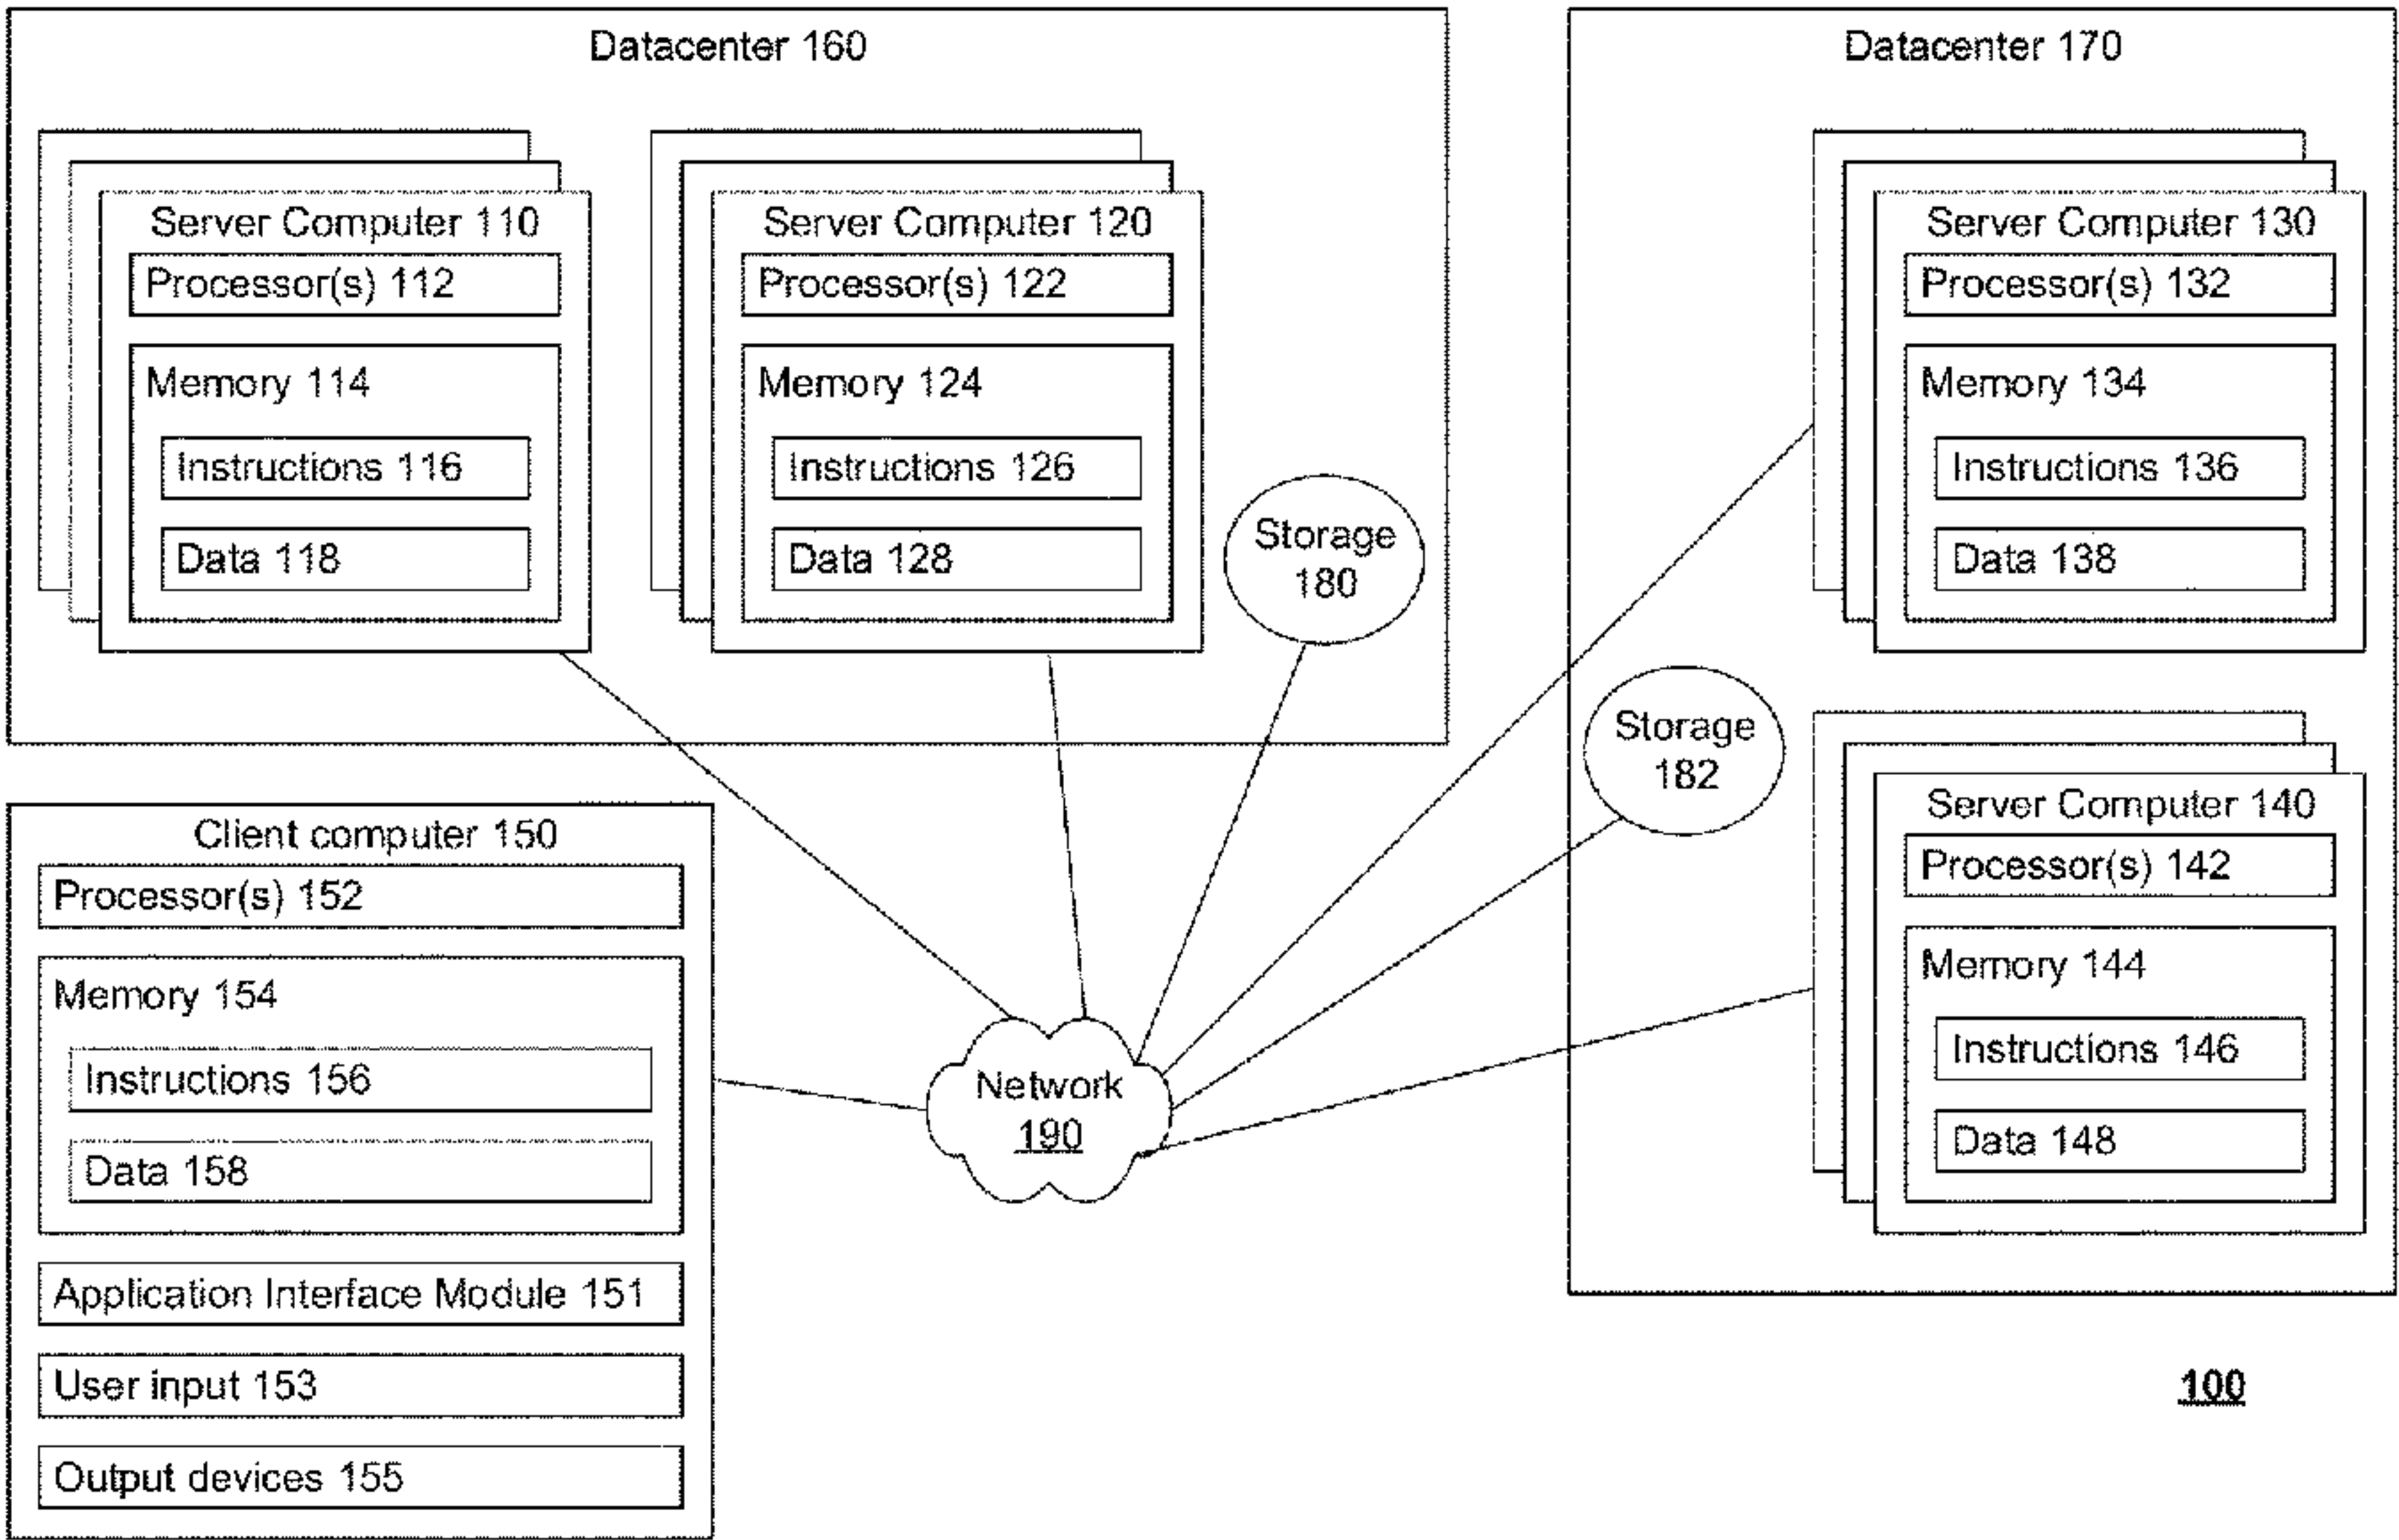 Datacenter 160
Server Computer 110
Processor(s) 112
Memory 114
Instructions 116
Data 118
Server Computer 120
Processor(s) 122
Memory 124
Instructions 126
Data 128
Storage
180
Datacenter 170
Server Computer 130
Processor(s) 132
Memory 134
Instructions 136
Data 138
Storage
182
Server Computer 140
Processor(s) 142
Memory 144
Instructions 146
Data 148
Client computer 150
Processor(s) 152
Memory 154
Instructions 156
Data 158
Application Interface Module 151
User input 153
Output devices 155
Network
190
100